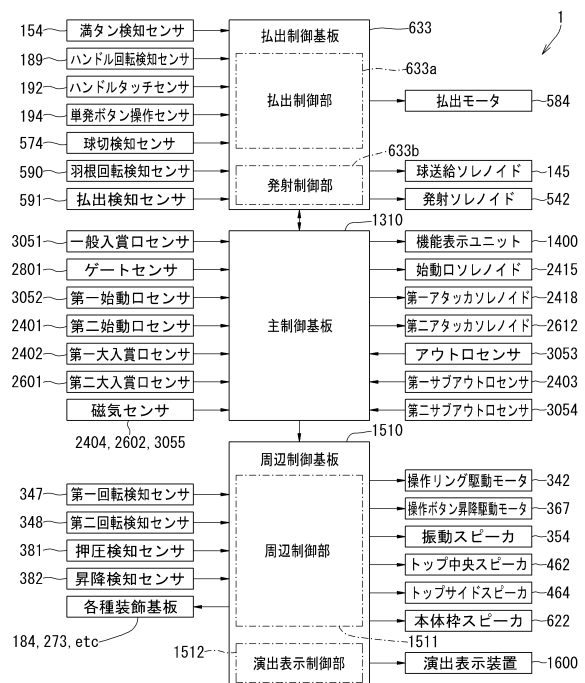 1
154 満タン検知センサ
189 ハンドル回転検知センサ
192 ハンドルタッチセンサ
194 単発ボタン操作センサ
574 球切検知センサ
590 羽根回転検知センサ
591 払出検知センサ
払出制御基板 633
633a
払出制御部
633b
発射制御部
払出モータ 584
球送給ソレノイド 145
発射ソレノイド 542
1310
3051 一般入賞口センサ
2801 ゲートセンサ
3052 第一始動口センサ
2401 第二始動口センサ
2402 第一大入賞口センサ
2601 第二大入賞口センサ
磁気センサ
2404, 2602, 3055
主制御基板
機能表示ユニット 1400
始動口ソレノイド 2415
第一アタッカソレノイド 2418
第二アタッカソレノイド 2612
アウト口センサ 3053
第一サブアウト口センサ 2403
第二サブアウト口センサ 3054
1510
周辺制御基板
347 第一回転検知センサ
348 第二回転検知センサ
381 押圧検知センサ
382 昇降検知センサ
各種装飾基板
184, 273, etc
周辺制御部
1512
1511
演出表示制御部
操作リング駆動モータ 342
操作ボタン昇降駆動モータ 367
振動スピーカ 354
トップ中央スピーカ 462
トップサイドスピーカ 464
本体枠スピーカ 622
演出表示装置 1600